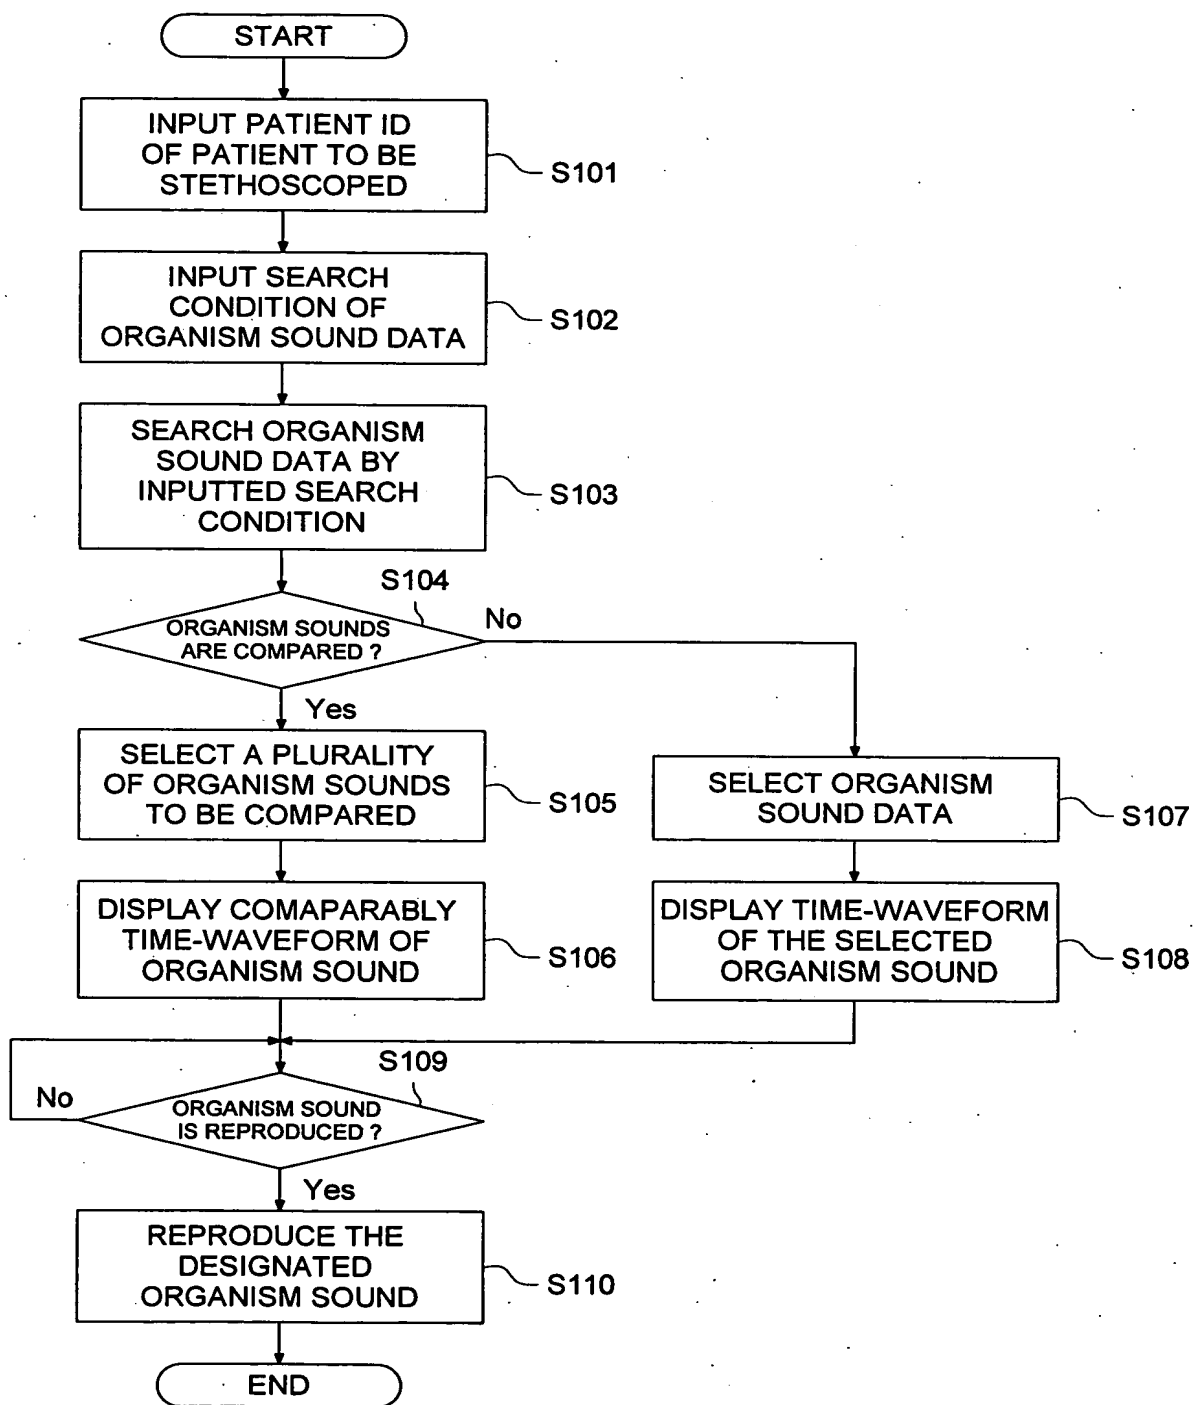 START
INPUT PATIENT ID
OF PATIENT TO BE
STETHOSCOPED
S101
INPUT SEARCH
CONDITION OF
ORGANISM SOUND DATA
S102
SEARCH ORGANISM
SOUND DATA BY
INPUTTED SEARCH
CONDITION
S103
S104
ORGANISM SOUNDS
ARE COMPARED ?
No
Yes
SELECT A PLURALITY
OF ORGANISM SOUNDS
TO BE COMPARED
S105
SELECT ORGANISM
SOUND DATA
S107
DISPLAY COMAPARABLY
TIME-WAVEFORM OF
ORGANISM SOUND
S106
DISPLAY TIME-WAVEFORM
OF THE SELECTED
ORGANISM SOUND
S108
S109
No
ORGANISM SOUND
IS REPRODUCED ?
Yes
REPRODUCE THE
DESIGNATED
ORGANISM SOUND
S110
END